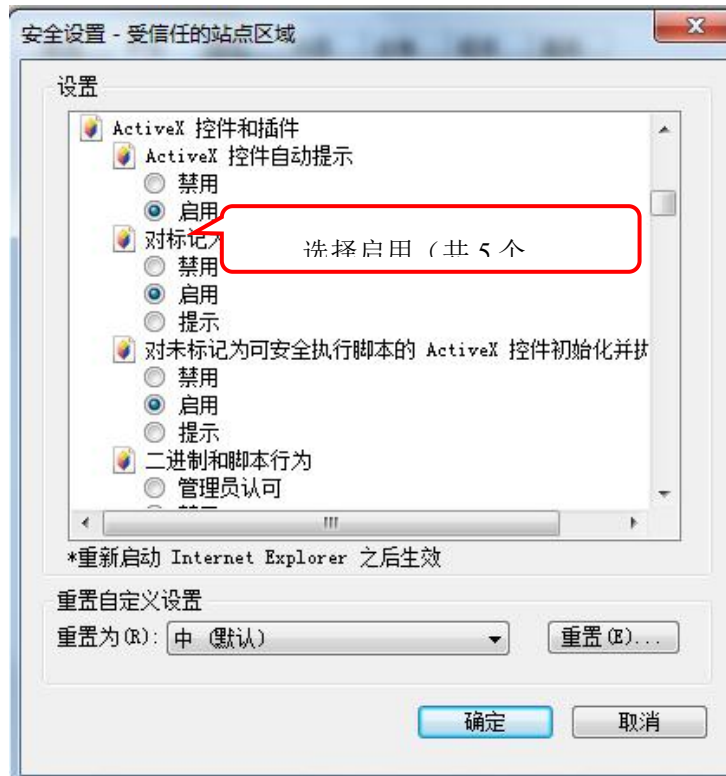 安全设置 - 受信任的站点区域
设置
ActiveX 控件和插件
ActiveX 控件自动提示
禁用
启用
对标记为
选择启用（共 5 个
禁用
启用
提示
对未标记为可安全执行脚本的 ActiveX 控件初始化并执
禁用
启用
提示
二进制和脚本行为
管理员认可
*重新启动 Internet Explorer 之后生效
重置自定义设置
重置为(R): 中 (默认)
重置(E)...
确定 取消